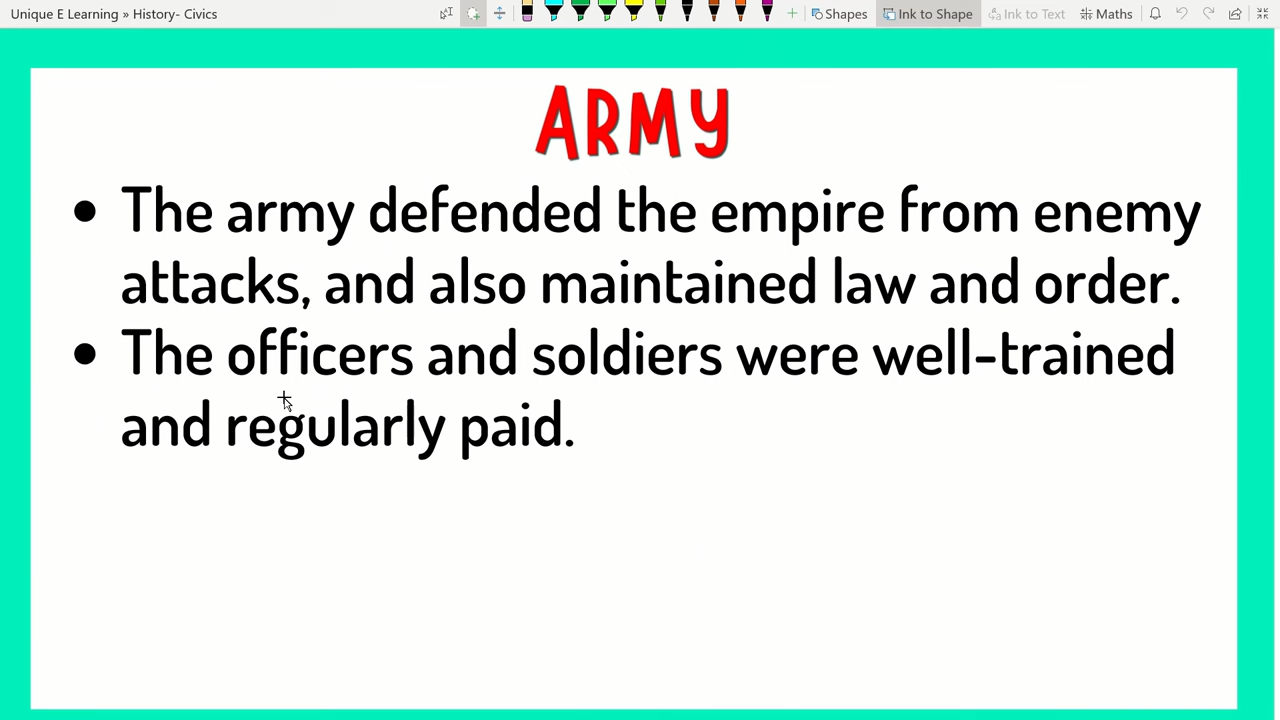 Unique E Learning » History- Civics
Shapes
Ink to Shape
Ink to Text
Maths
ARMY
• The army defended the empire from enemy
attacks, and also maintained law and order.
• The officers and soldiers were well-trained
and regularly paid.